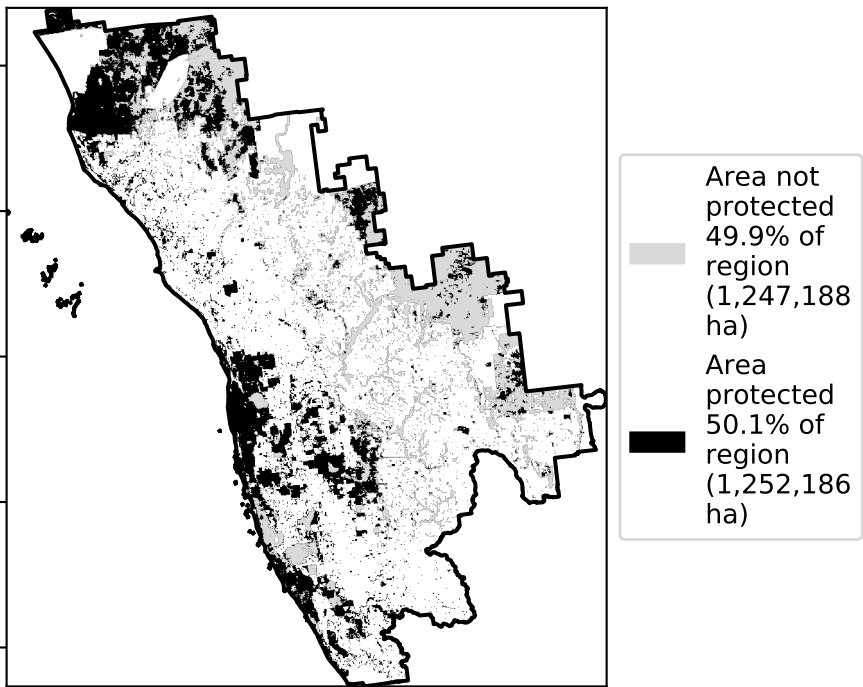 Area not
protected
49.9% of
region
(1,247,188
ha)
Area
protected
50.1% of
region
(1,252,186
ha)